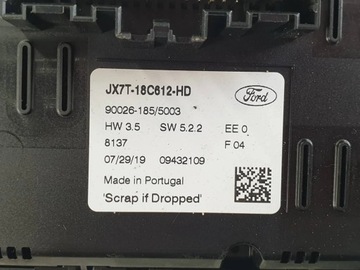 JX7T-18C612-HD
Ford
90026-185/5003
HW 3.5 SW 5.2.2 EE 0
8137 F 04
07/29/19 09432109
Made in Portugal
'Scrap if Dropped'